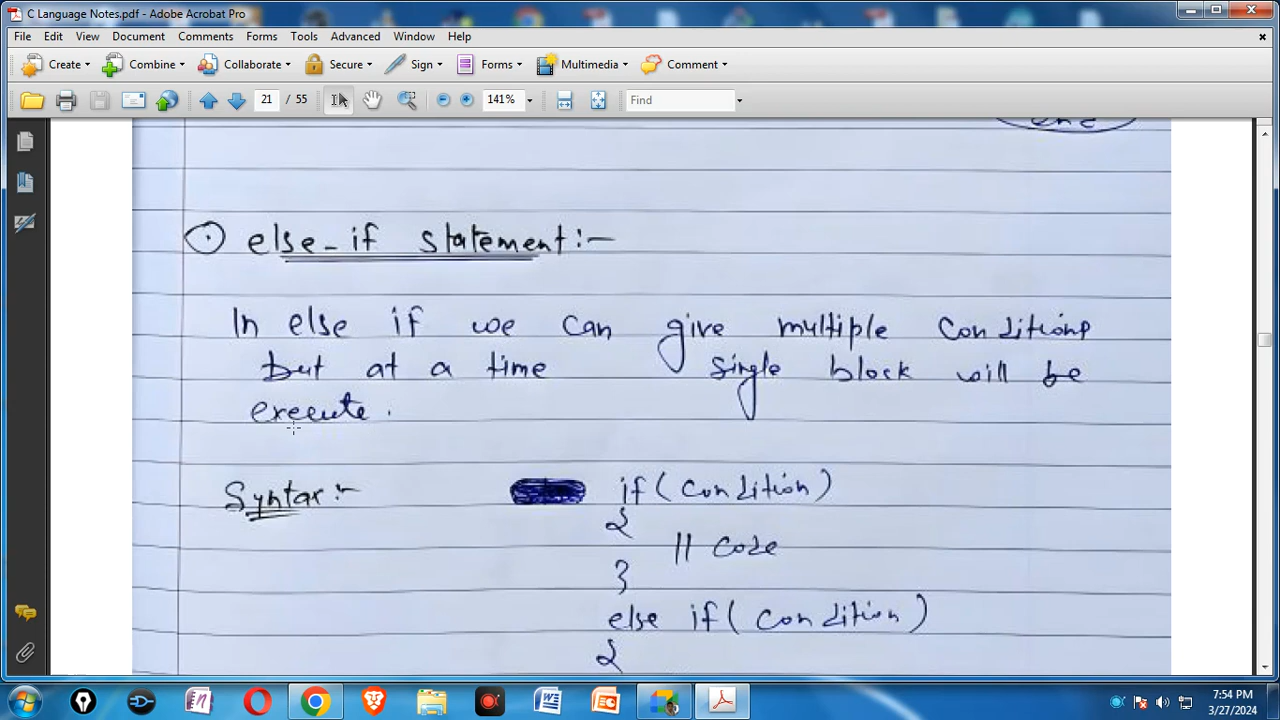 C Language Notes.pdf - Adobe Acrobat Pro
File Edit View Document Comments Forms Tools Advanced Window Help
Create Combine Collaborate Secure Sign Forms Multimedia Comment
21 / 55 141% Find
end
else-if statement:-
In else if we can give multiple Conditions
but at a time single block will be
execute.
Syntax:-
if (Condition)
{
// Code
}
else if (Condition)
{
7:54 PM
3/27/2024